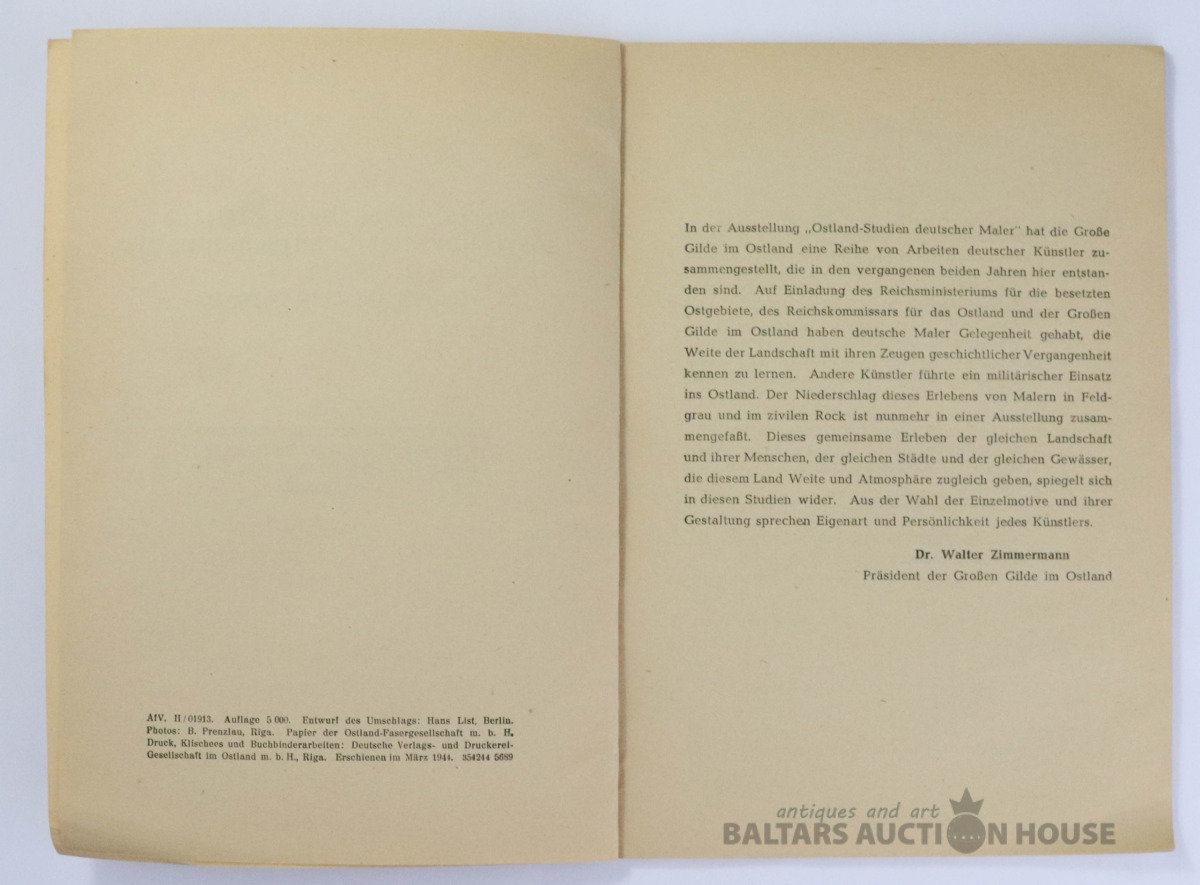 AfV. II/01913. Auflage 5 000. Entwurf des Umschlags: Hans List, Berlin.
Photos: B. Prenzlau, Riga. Papier der Ostland-Fasergesellschaft m. b. H.
Druck, Klischees und Buchbinderarbeiten: Deutsche Verlags- und Druckerei-
Gesellschaft im Ostland m. b. H., Riga. Erschienen im März 1944. 354244 5689
In der Ausstellung „Ostland-Studien deutscher Maler" hat die Große
Gilde im Ostland eine Reihe von Arbeiten deutscher Künstler zu-
sammengestellt, die in den vergangenen beiden Jahren hier entstan-
den sind. Auf Einladung des Reichsministeriums für die besetzten
Ostgebiete, des Reichskommissars für das Ostland und der Großen
Gilde im Ostland haben deutsche Maler Gelegenheit gehabt, die
Weite der Landschaft mit ihren Zeugen geschichtlicher Vergangenheit
kennen zu lernen. Andere Künstler führte ein militärischer Einsatz
ins Ostland. Der Niederschlag dieses Erlebens von Malern in Feld-
grau und im zivilen Rock ist nunmehr in einer Ausstellung zusam-
mengefaßt. Dieses gemeinsame Erleben der gleichen Landschaft
und ihrer Menschen, der gleichen Städte und der gleichen Gewässer,
die diesem Land Weite und Atmosphäre zugleich geben, spiegelt sich
in diesen Studien wider. Aus der Wahl der Einzelmotive und ihrer
Gestaltung sprechen Eigenart und Persönlichkeit jedes Künstlers.
Dr. Walter Zimmermann
Präsident der Großen Gilde im Ostland
antiques and art
BALTARS AUCTION HOUSE